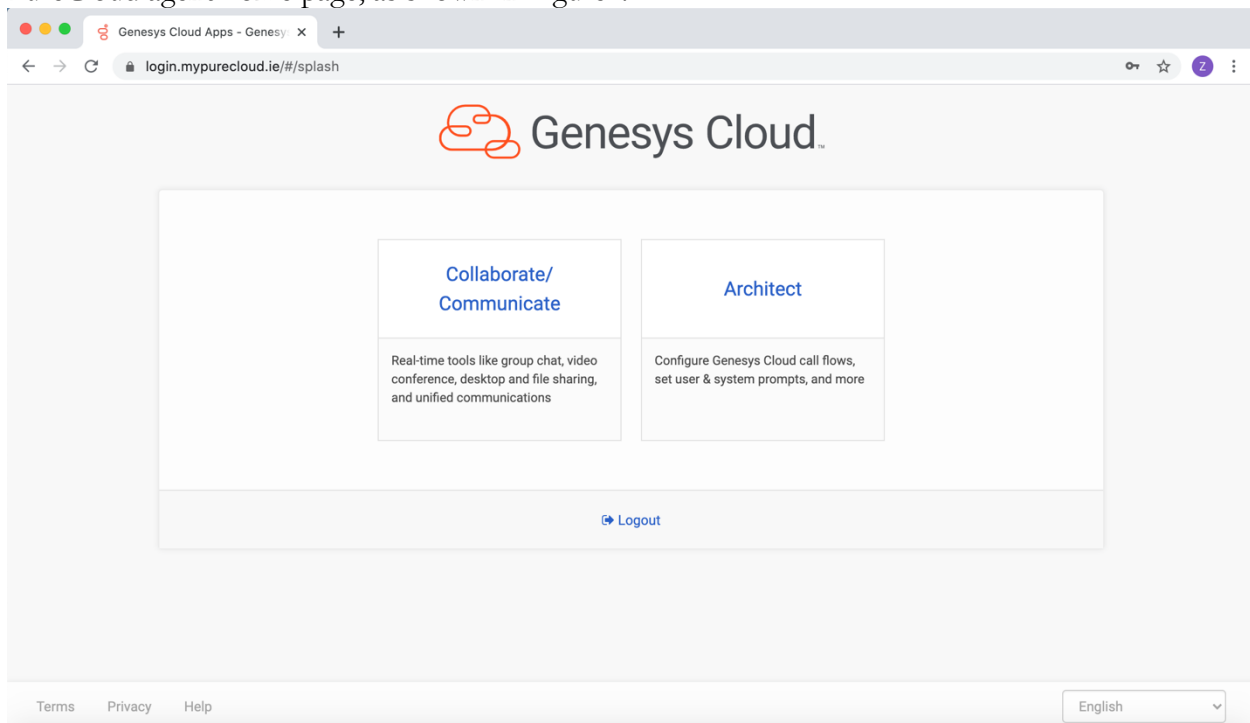 Genesys Cloud Apps - Genesy
login.mypurecloud.ie/#/splash
Z
Genesys Cloud™
Collaborate/
Communicate
Real-time tools like group chat, video
conference, desktop and file sharing,
and unified communications
Architect
Configure Genesys Cloud call flows,
set user & system prompts, and more
Logout
Terms Privacy Help English